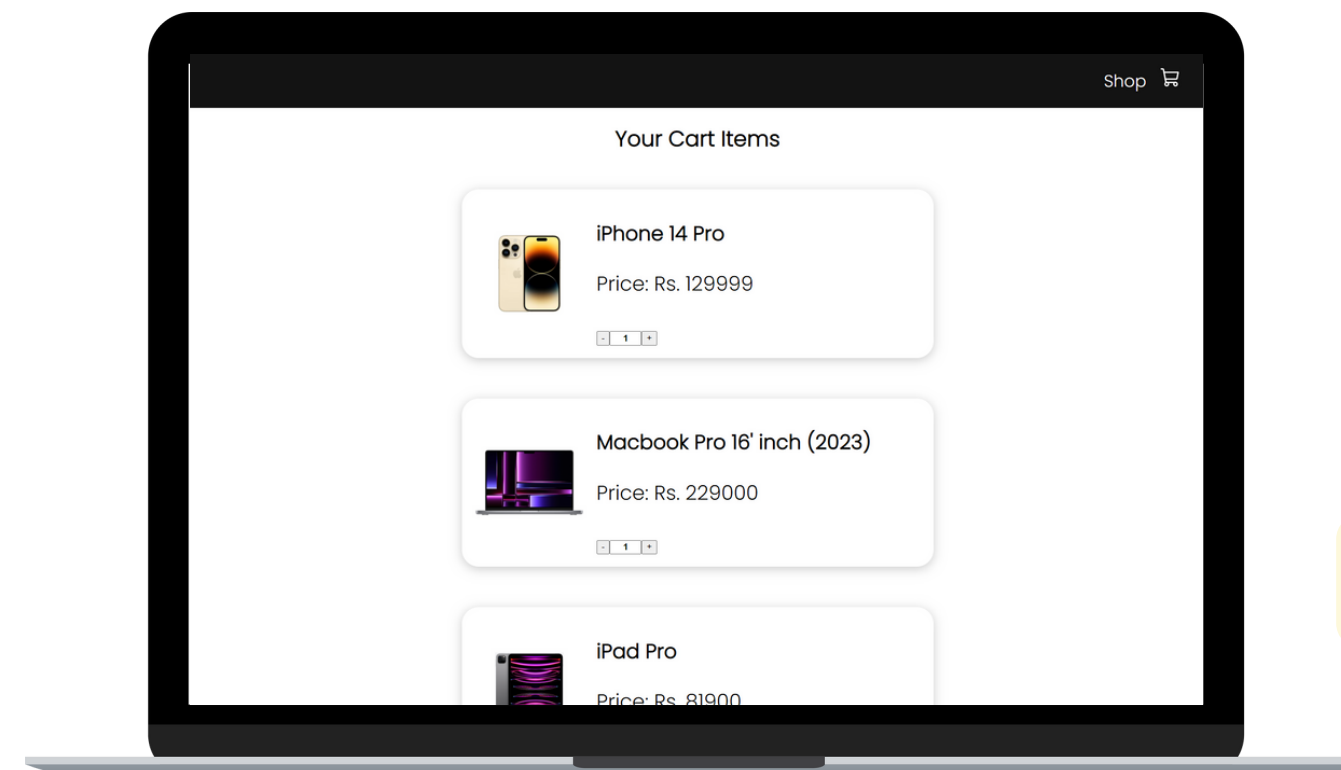 Shop
Your Cart Items
iPhone 14 Pro
Price: Rs. 129999
- 1 +
Macbook Pro 16' inch (2023)
Price: Rs. 229000
- 1 +
iPad Pro
Price: Rs. 81900